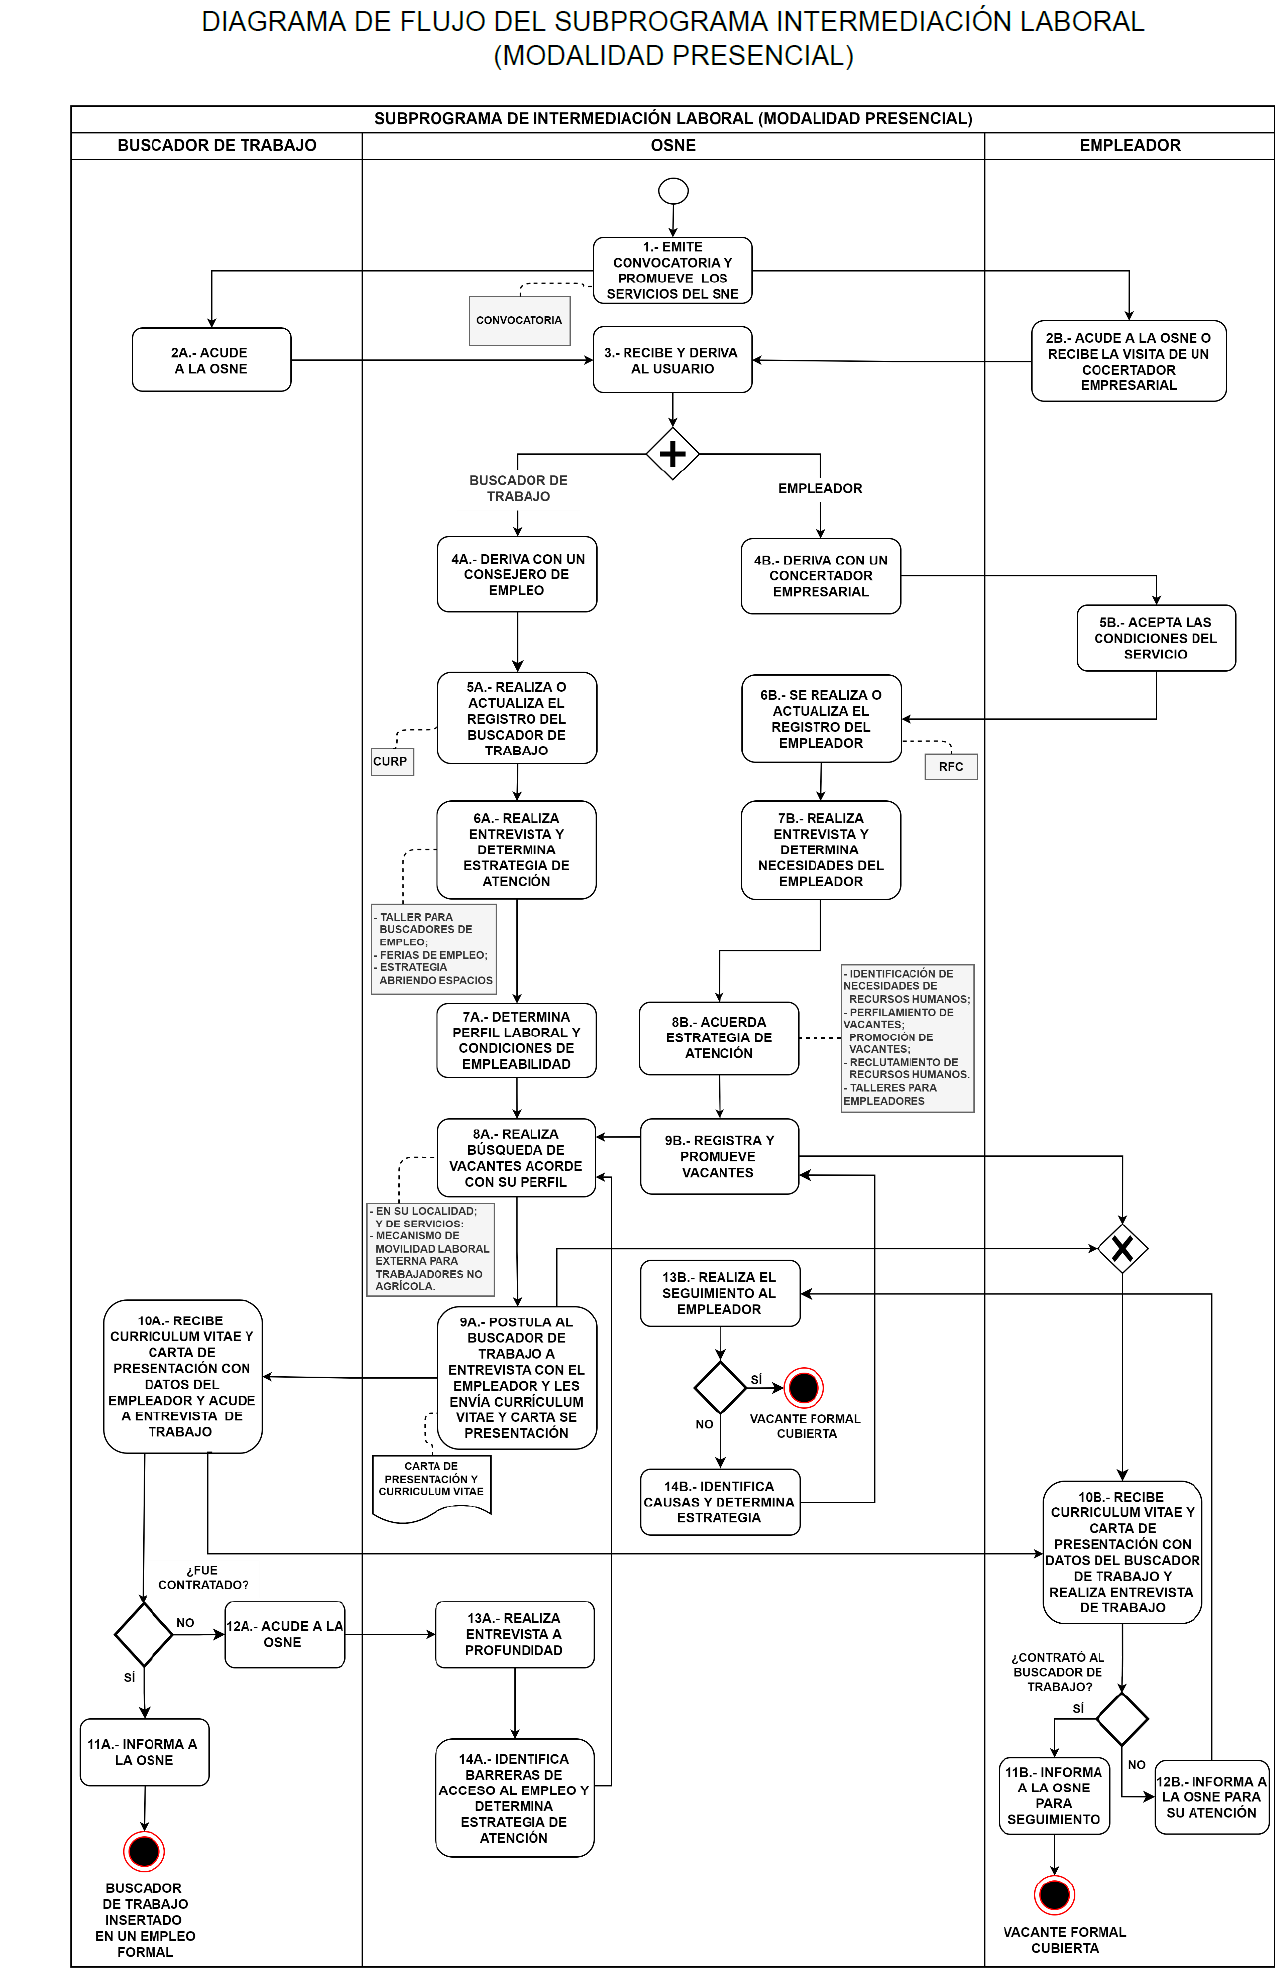 DIAGRAMA DE FLUJO DEL SUBPROGRAMA INTERMEDIACIÓN LABORAL
(MODALIDAD PRESENCIAL)
SUBPROGRAMA DE INTERMEDIACIÓN LABORAL (MODALIDAD PRESENCIAL)
BUSCADOR DE TRABAJO
OSNE
EMPLEADOR
1.- EMITE
CONVOCATORIA Y
PROMUEVE LOS
SERVICIOS DEL SNE
CONVOCATORIA
2A.- ACUDE
A LA OSNE
3.- RECIBE Y DERIVA
AL USUARIO
2B.- ACUDE A LA OSNE O
RECIBE LA VISITA DE UN
COCERTADOR
EMPRESARIAL
BUSCADOR DE
TRABAJO
EMPLEADOR
4A.- DERIVA CON UN
CONSEJERO DE
EMPLEO
4B.- DERIVA CON UN
CONCERTADOR
EMPRESARIAL
5B.- ACEPTA LAS
CONDICIONES DEL
SERVICIO
5A.- REALIZA O
ACTUALIZA EL
REGISTRO DEL
BUSCADOR DE
TRABAJO
CURP
6B.- SE REALIZA O
ACTUALIZA EL
REGISTRO DEL
EMPLEADOR
RFC
6A.- REALIZA
ENTREVISTA Y
DETERMINA
ESTRATEGIA DE
ATENCIÓN
7B.- REALIZA
ENTREVISTA Y
DETERMINA
NECESIDADES DEL
EMPLEADOR
- TALLER PARA
BUSCADORES DE
EMPLEO;
- FERIAS DE EMPLEO;
- ESTRATEGIA
ABRIENDO ESPACIOS
- IDENTIFICACIÓN DE
NECESIDADES DE
RECURSOS HUMANOS;
- PERFILAMIENTO DE
VACANTES;
PROMOCIÓN DE
VACANTES;
- RECLUTAMIENTO DE
RECURSOS HUMANOS.
- TALLERES PARA
EMPLEADORES
7A.- DETERMINA
PERFIL LABORAL Y
CONDICIONES DE
EMPLEABILIDAD
8B.- ACUERDA
ESTRATEGIA DE
ATENCIÓN
8A.- REALIZA
BÚSQUEDA DE
VACANTES ACORDE
CON SU PERFIL
9B.- REGISTRA Y
PROMUEVE
VACANTES
- EN SU LOCALIDAD;
Y DE SERVICIOS:
- MECANISMO DE
MOVILIDAD LABORAL
EXTERNA PARA
TRABAJADORES NO
AGRÍCOLA.
13B.- REALIZA EL
SEGUIMIENTO AL
EMPLEADOR
10A.- RECIBE
CURRICULUM VITAE Y
CARTA DE
PRESENTACIÓN CON
DATOS DEL
EMPLEADOR Y ACUDE
A ENTREVISTA DE
TRABAJO
9A.- POSTULA AL
BUSCADOR DE
TRABAJO A
ENTREVISTA CON EL
EMPLEADOR Y LES
ENVÍA CURRÍCULUM
VITAE Y CARTA SE
PRESENTACIÓN
SÍ
NO
VACANTE FORMAL
CUBIERTA
CARTA DE
PRESENTACIÓN Y
CURRICULUM VITAE
14B.- IDENTIFICA
CAUSAS Y DETERMINA
ESTRATEGIA
10B.- RECIBE
CURRICULUM VITAE Y
CARTA DE
PRESENTACIÓN CON
DATOS DEL BUSCADOR
DE TRABAJO Y
REALIZA ENTREVISTA
DE TRABAJO
¿FUE
CONTRATADO?
NO
SÍ
12A.- ACUDE A LA
OSNE
13A.- REALIZA
ENTREVISTA A
PROFUNDIDAD
¿CONTRATÓ AL
BUSCADOR DE
TRABAJO?
SÍ
NO
11A.- INFORMA A
LA OSNE
14A.- IDENTIFICA
BARRERAS DE
ACCESO AL EMPLEO Y
DETERMINA
ESTRATEGIA DE
ATENCIÓN
11B.- INFORMA
A LA OSNE
PARA
SEGUIMIENTO
12B.- INFORMA A
LA OSNE PARA
SU ATENCIÓN
BUSCADOR
DE TRABAJO
INSERTADO
EN UN EMPLEO
FORMAL
VACANTE FORMAL
CUBIERTA